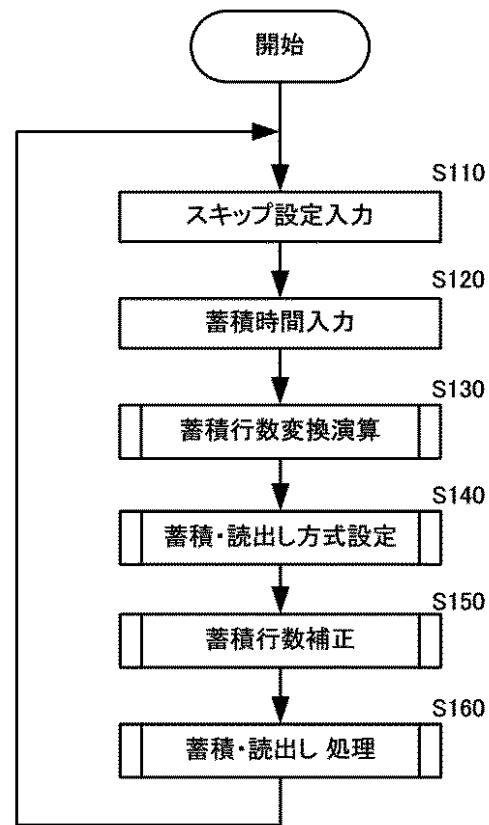 開始
S110
スキップ設定入力
S120
蓄積時間入力
S130
蓄積行数変換演算
S140
蓄積・読出し方式設定
S150
蓄積行数補正
S160
蓄積・読出し 処理